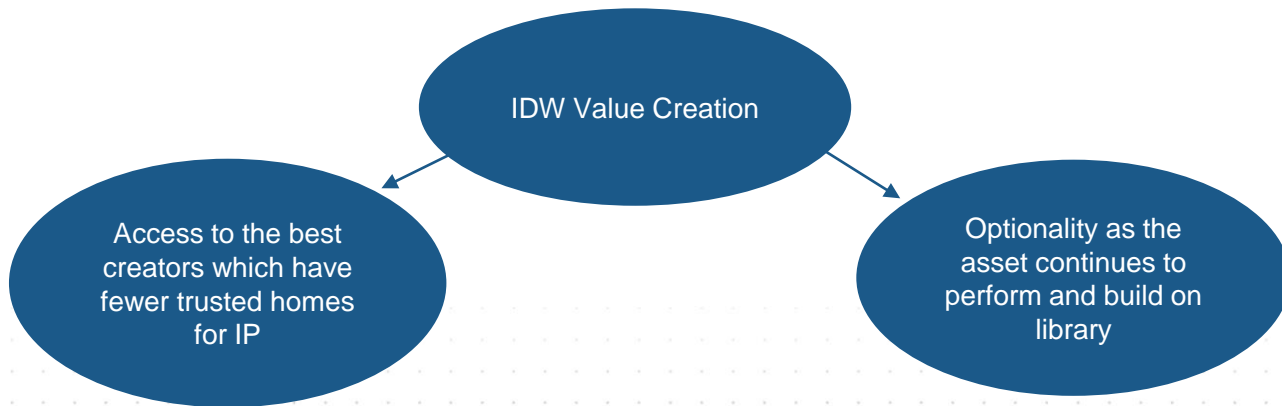 IDW Value Creation
Access to the best
creators which have
fewer trusted homes
for IP
Optionality as the
asset continues to
perform and build on
library